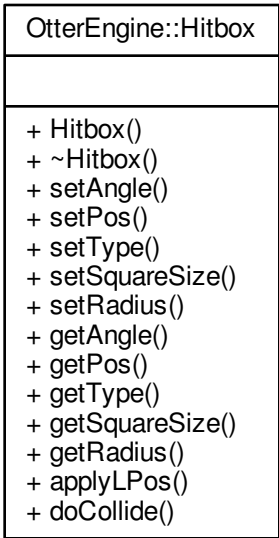 OtterEngine::Hitbox
+ Hitbox()
+ ~Hitbox()
+ setAngle()
+ setPos()
+ setType()
+ setSquareSize()
+ setRadius()
+ getAngle()
+ getPos()
+ getType()
+ getSquareSize()
+ getRadius()
+ applyLPos()
+ doCollide()